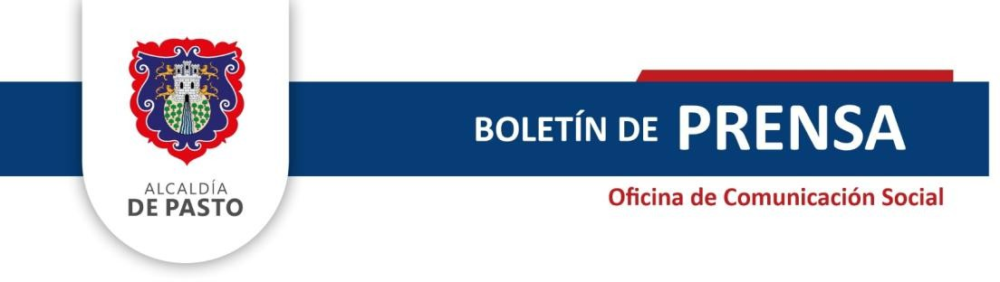 BOLETÍN DE PRENSA
ALCALDÍA
DE PASTO
Oficina de Comunicación Social